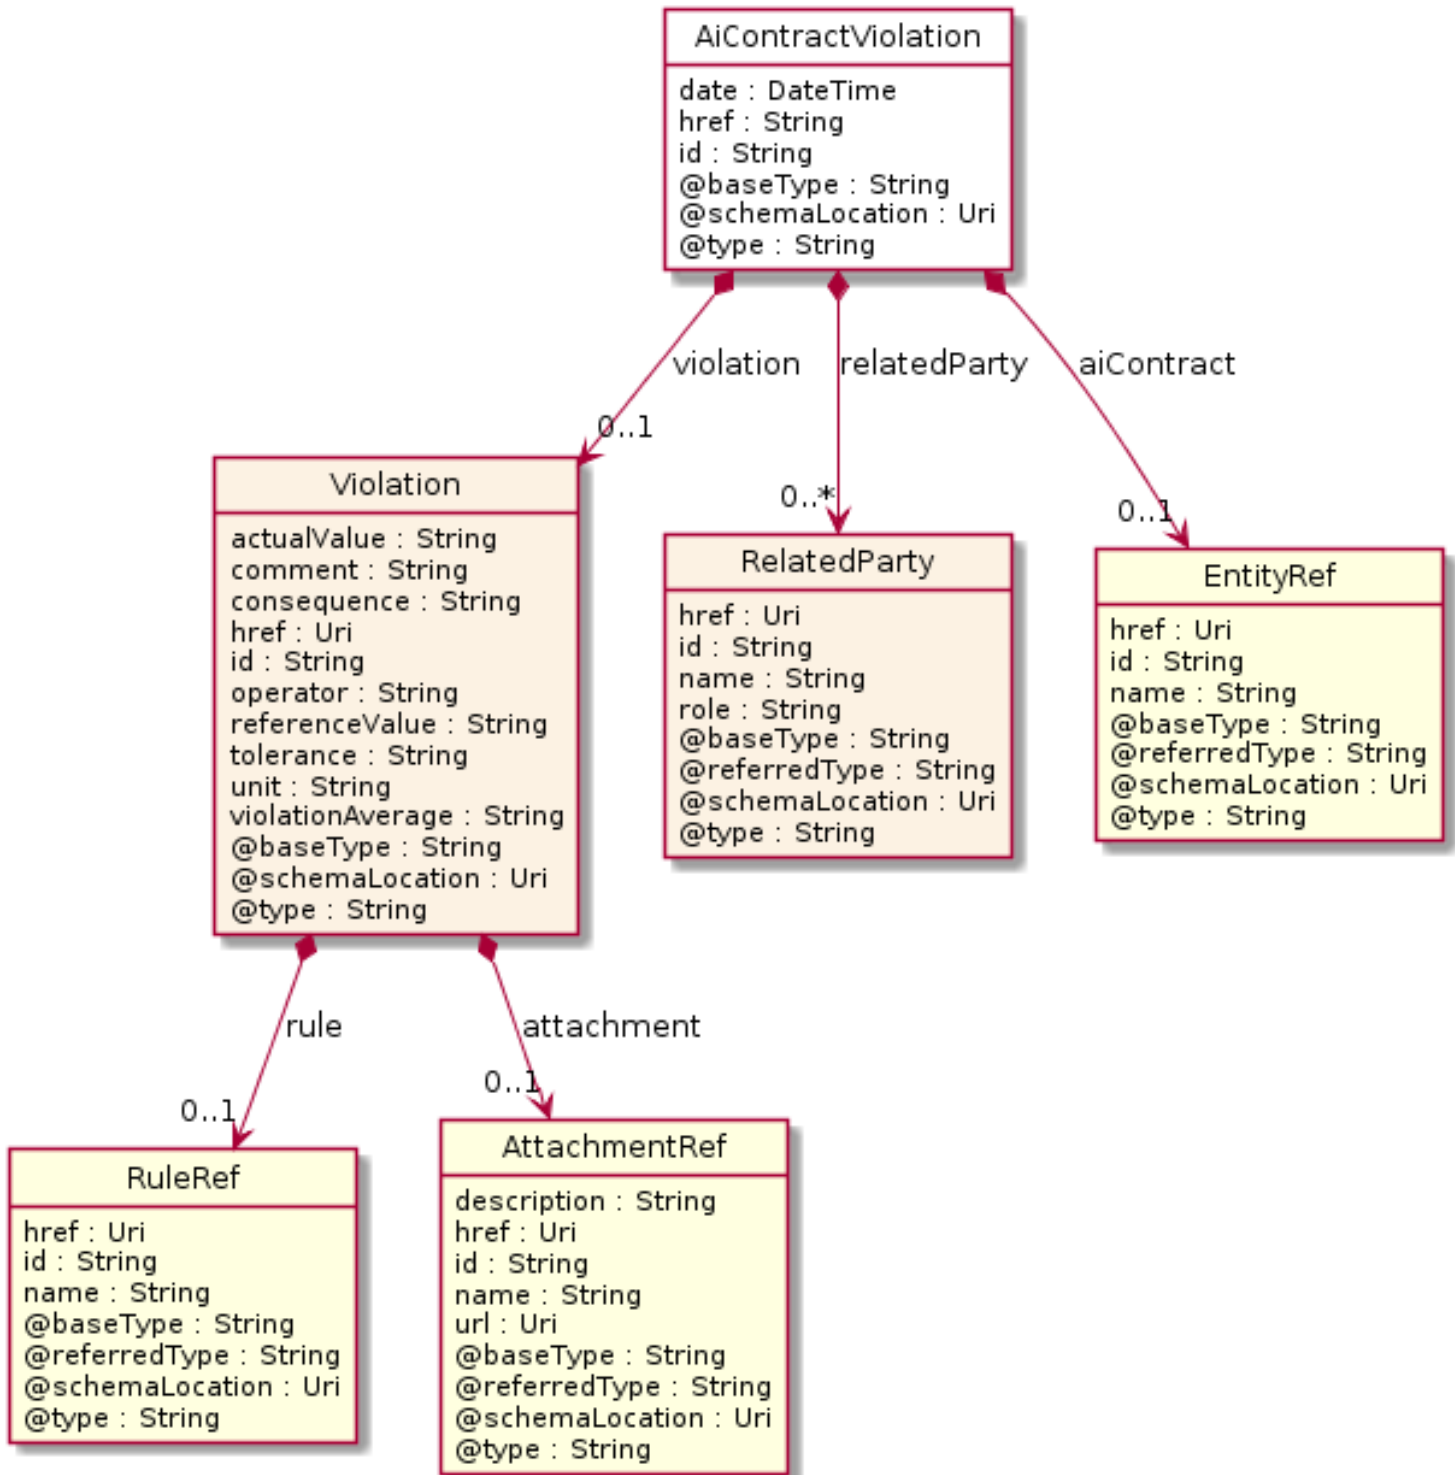 AiContractViolation
date : DateTime
href : String
id : String
@baseType : String
@schemaLocation : Uri
@type : String
violation
relatedParty
aiContract
0..1
0..*
0..1
Violation
actualValue : String
comment : String
consequence : String
href : Uri
id : String
operator : String
referenceValue : String
tolerance : String
unit : String
violationAverage : String
@baseType : String
@schemaLocation : Uri
@type : String
RelatedParty
href : Uri
id : String
name : String
role : String
@baseType : String
@referredType : String
@schemaLocation : Uri
@type : String
EntityRef
href : Uri
id : String
name : String
@baseType : String
@referredType : String
@schemaLocation : Uri
@type : String
rule
attachment
0..1
0..1
RuleRef
href : Uri
id : String
name : String
@baseType : String
@referredType : String
@schemaLocation : Uri
@type : String
AttachmentRef
description : String
href : Uri
id : String
name : String
url : Uri
@baseType : String
@referredType : String
@schemaLocation : Uri
@type : String